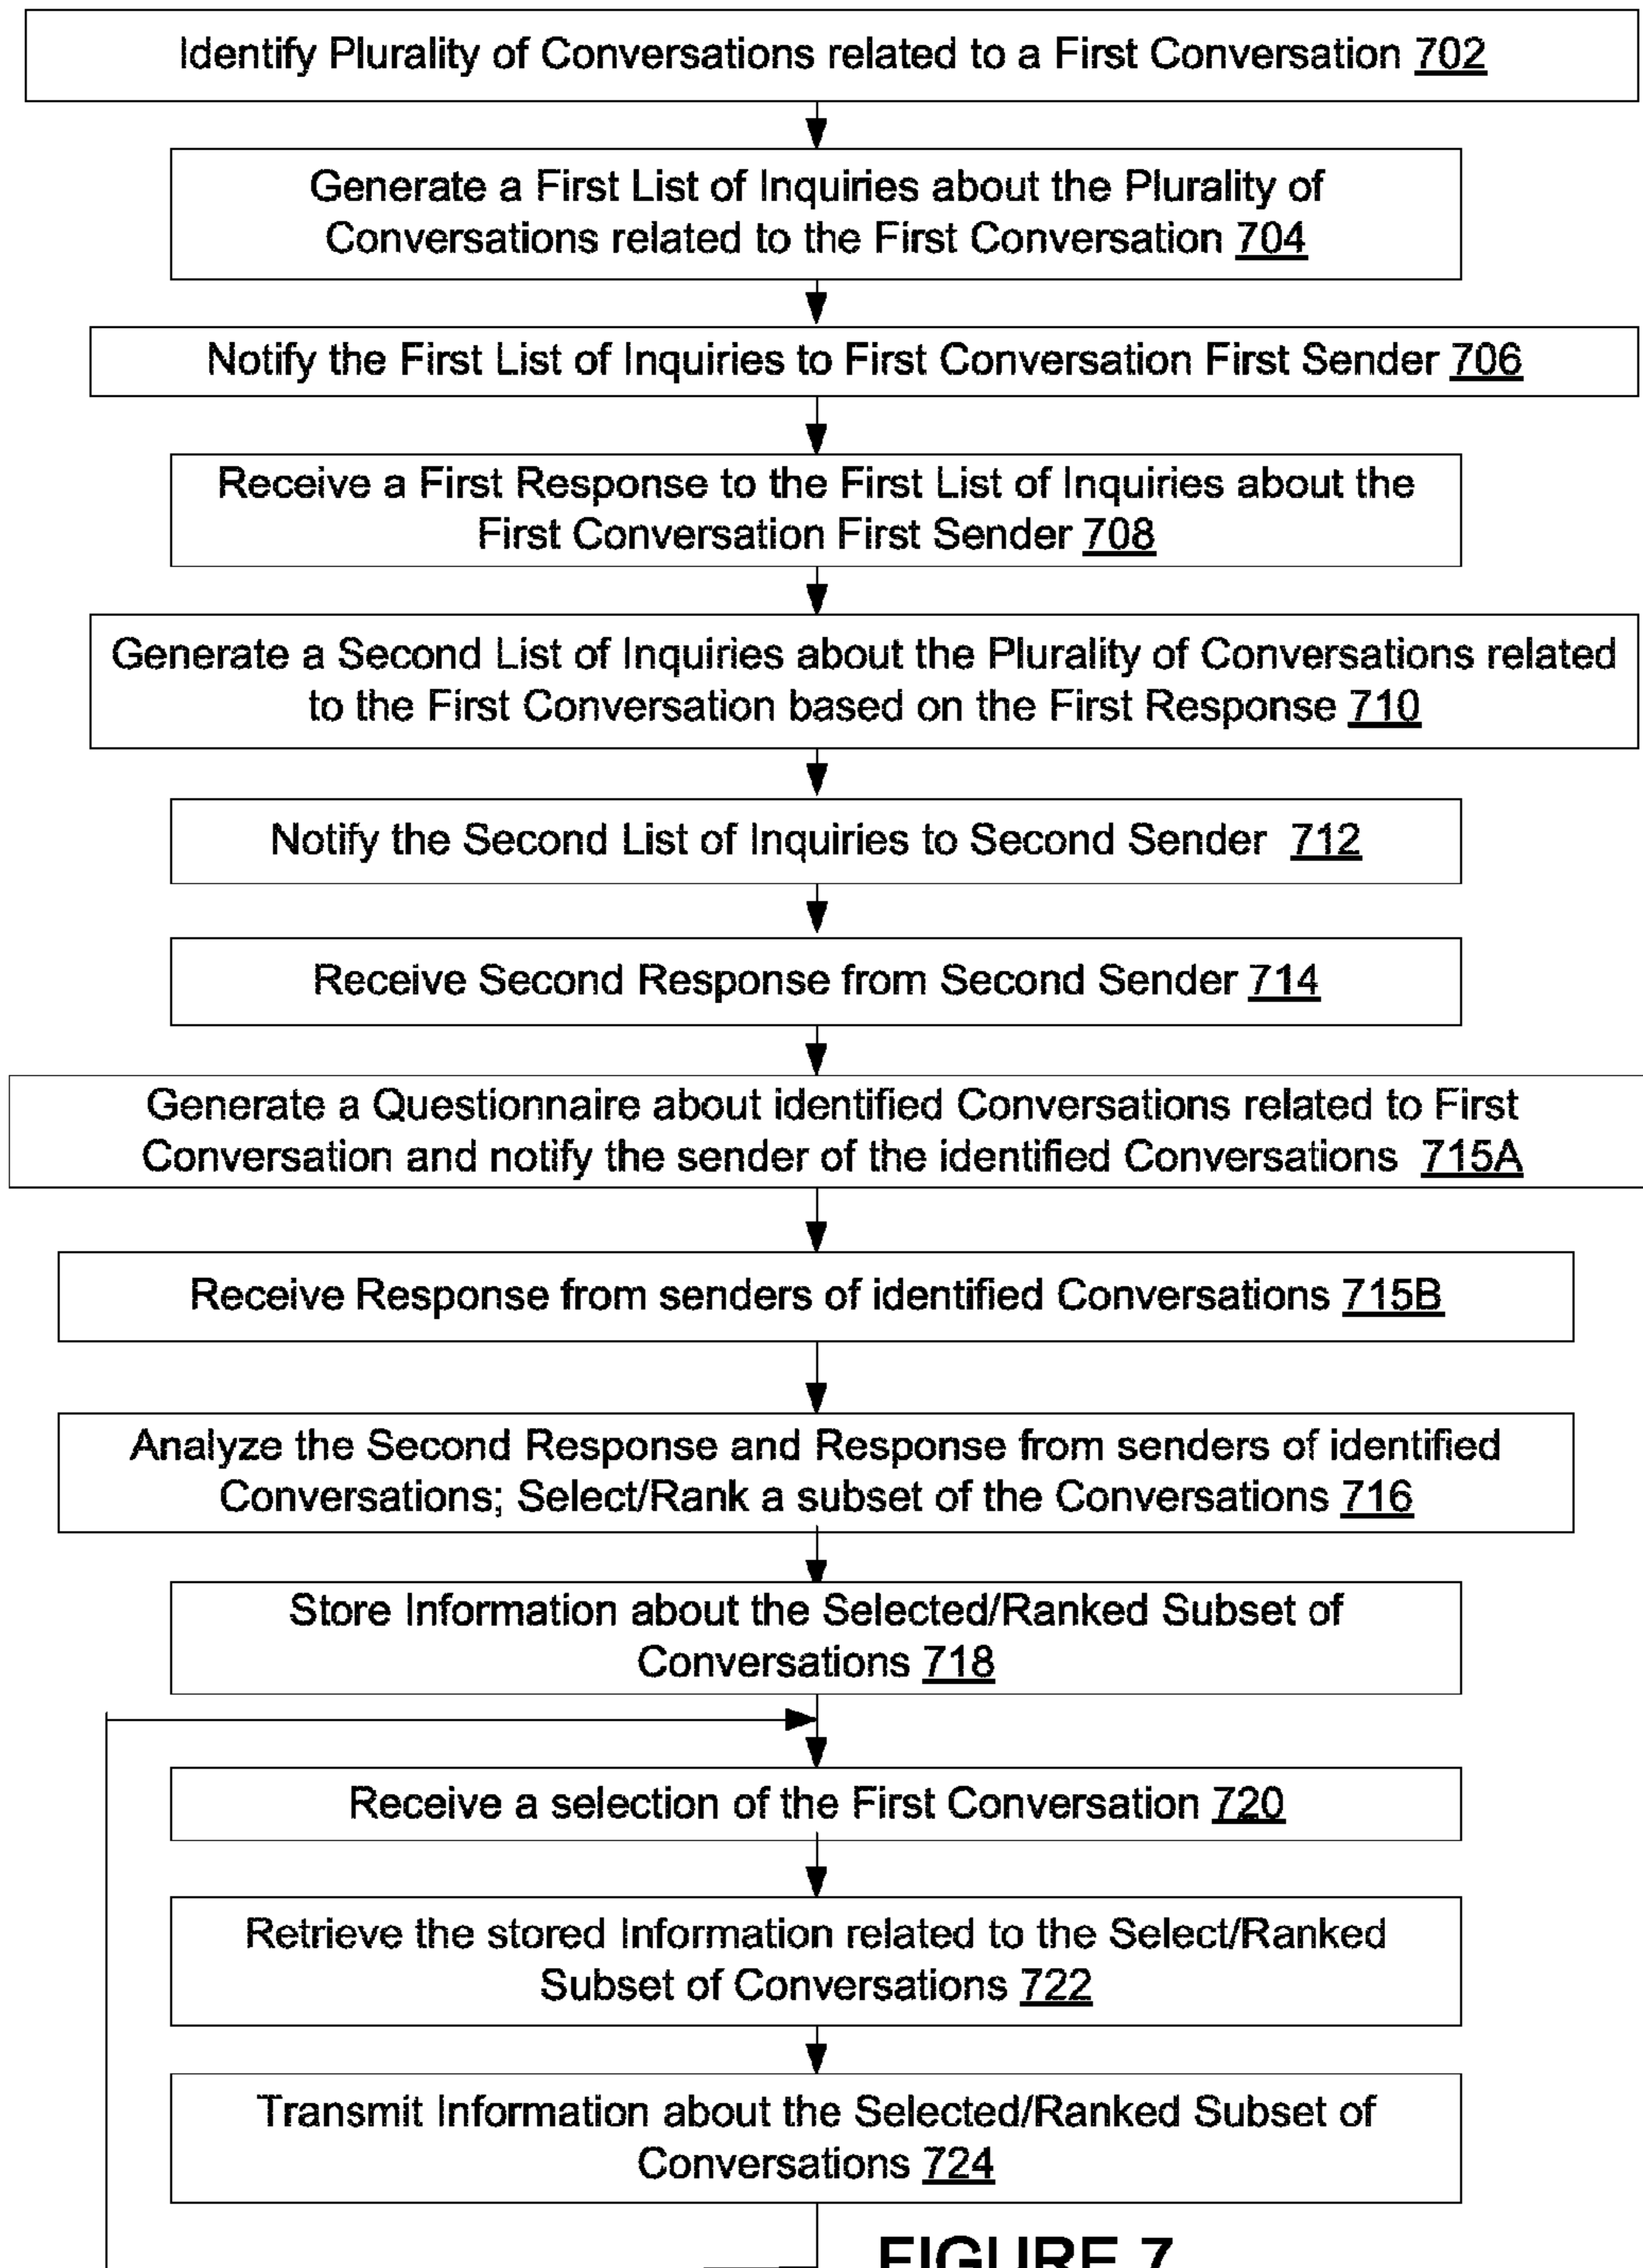 Identify Plurality of Conversations related to a First Conversation 702
Generate a First List of Inquiries about the Plurality of
Conversations related to the First Conversation 704
Notify the First List of Inquiries to First Conversation First Sender 706
Receive a First Response to the First List of Inquiries about the
First Conversation First Sender 708
Generate a Second List of Inquiries about the Plurality of Conversations related
to the First Conversation based on the First Response 710
Notify the Second List of Inquiries to Second Sender 712
Receive Second Response from Second Sender 714
Generate a Questionnaire about identified Conversations related to First
Conversation and notify the sender of the identified Conversations 715A
Receive Response from senders of identified Conversations 715B
Analyze the Second Response and Response from senders of identified
Conversations; Select/Rank a subset of the Conversations 716
Store Information about the Selected/Ranked Subset of
Conversations 718
Receive a selection of the First Conversation 720
Retrieve the stored Information related to the Select/Ranked
Subset of Conversations 722
Transmit Information about the Selected/Ranked Subset of
Conversations 724
FIGURE 7